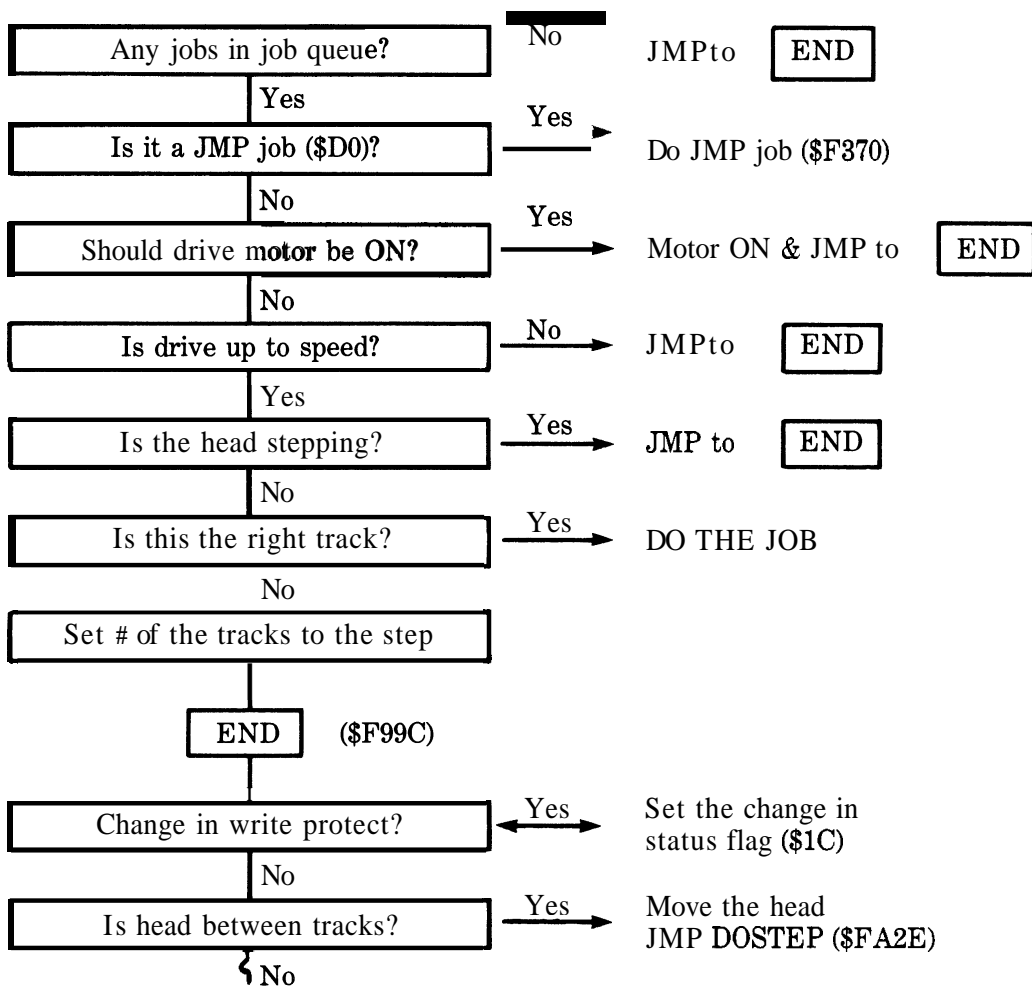 Any jobs in job queue?
No
JMPto END
Yes
Is it a JMP job ($D0)?
Yes
Do JMP job ($F370)
No
Should drive motor be ON?
Yes
Motor ON & JMP to END
No
Is drive up to speed?
No
JMPto END
Yes
Is the head stepping?
Yes
JMP to END
No
Is this the right track?
Yes
DO THE JOB
No
Set # of the tracks to the step
END ($F99C)
Change in write protect?
Yes
Set the change in
status flag ($1C)
No
Is head between tracks?
Yes
Move the head
JMP DOSTEP ($FA2E)
No